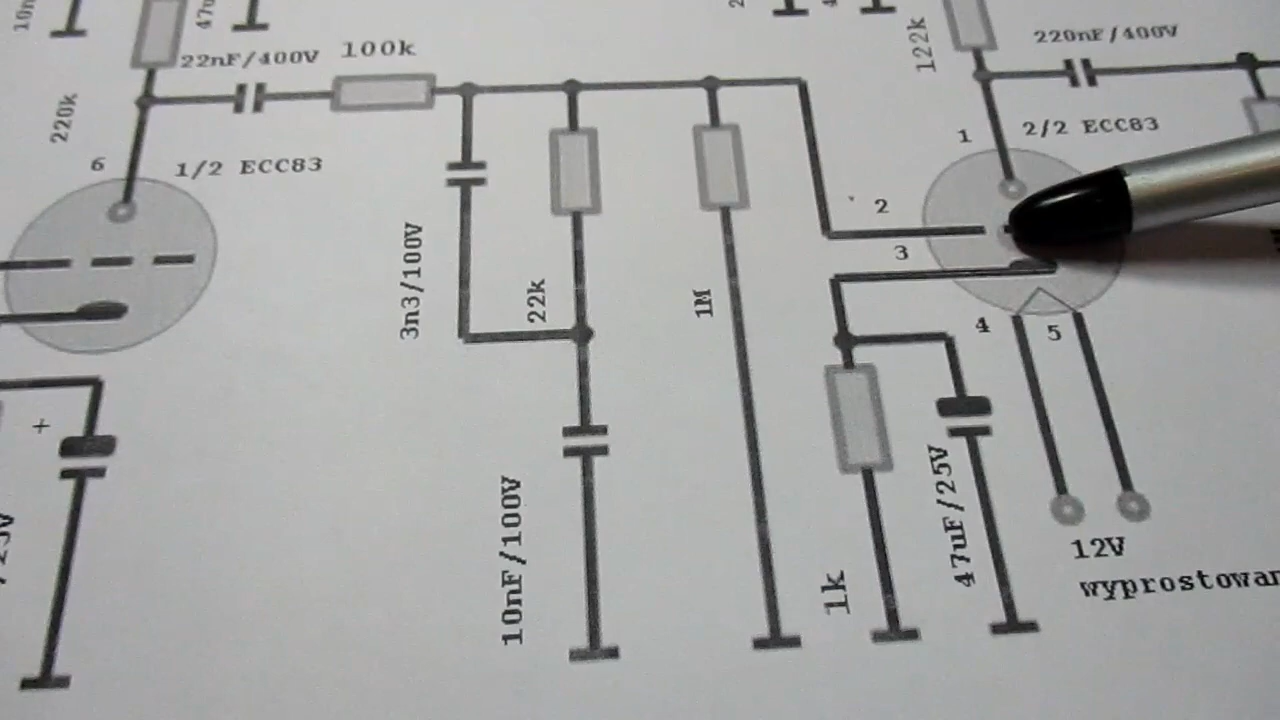 22nF/400V
100k
220k
6
1/2 ECC83
3n3/100V
22k
1M
10nF/100V
+
122k
220nF/400V
1
2/2 ECC83
2
3
4
5
1k
47uF/25V
12V